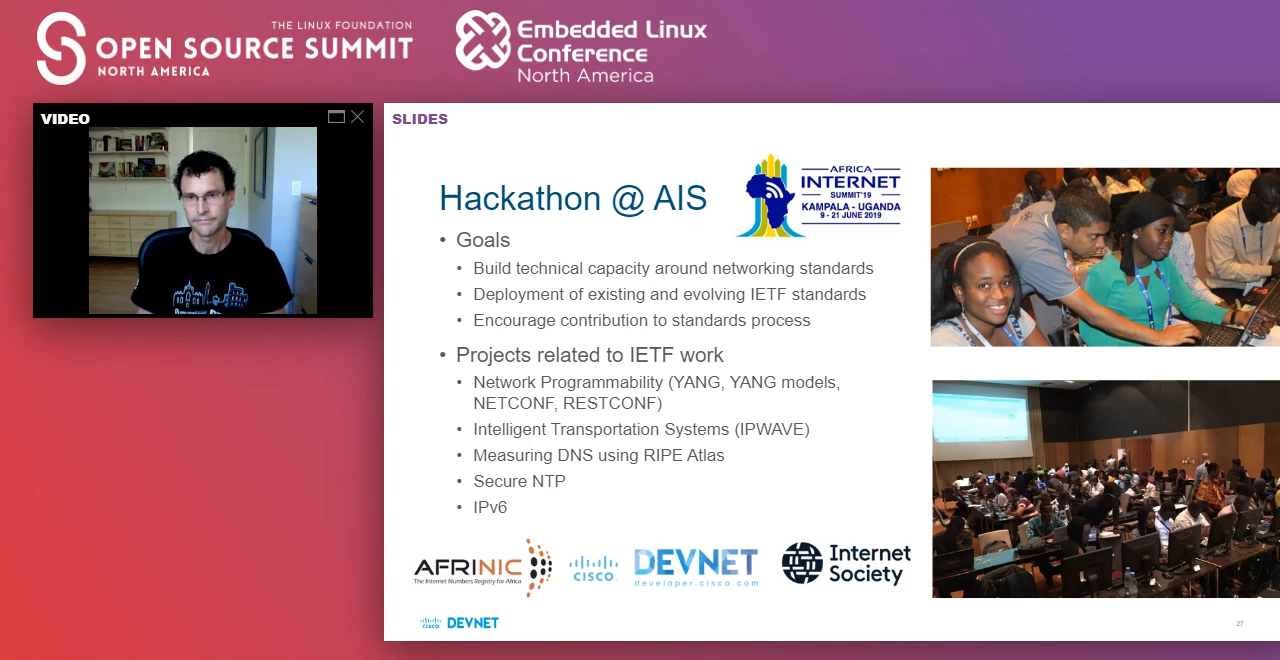 THE LINUX FOUNDATION
OPEN SOURCE SUMMIT
NORTH AMERICA
Embedded Linux
Conference
North America
VIDEO
SLIDES
Hackathon @ AIS
AFRICA
INTERNET
SUMMIT'19
KAMPALA - UGANDA
9 - 21 JUNE 2019
• Goals
• Build technical capacity around networking standards
• Deployment of existing and evolving IETF standards
• Encourage contribution to standards process
• Projects related to IETF work
• Network Programmability (YANG, YANG models,
NETCONF, RESTCONF)
• Intelligent Transportation Systems (IPWAVE)
• Measuring DNS using RIPE Atlas
• Secure NTP
• IPv6
AFRINIC
The Internet Numbers Registry for Africa
CISCO
DEVNET
developer.cisco.com
Internet
Society
CISCO DEVNET
27